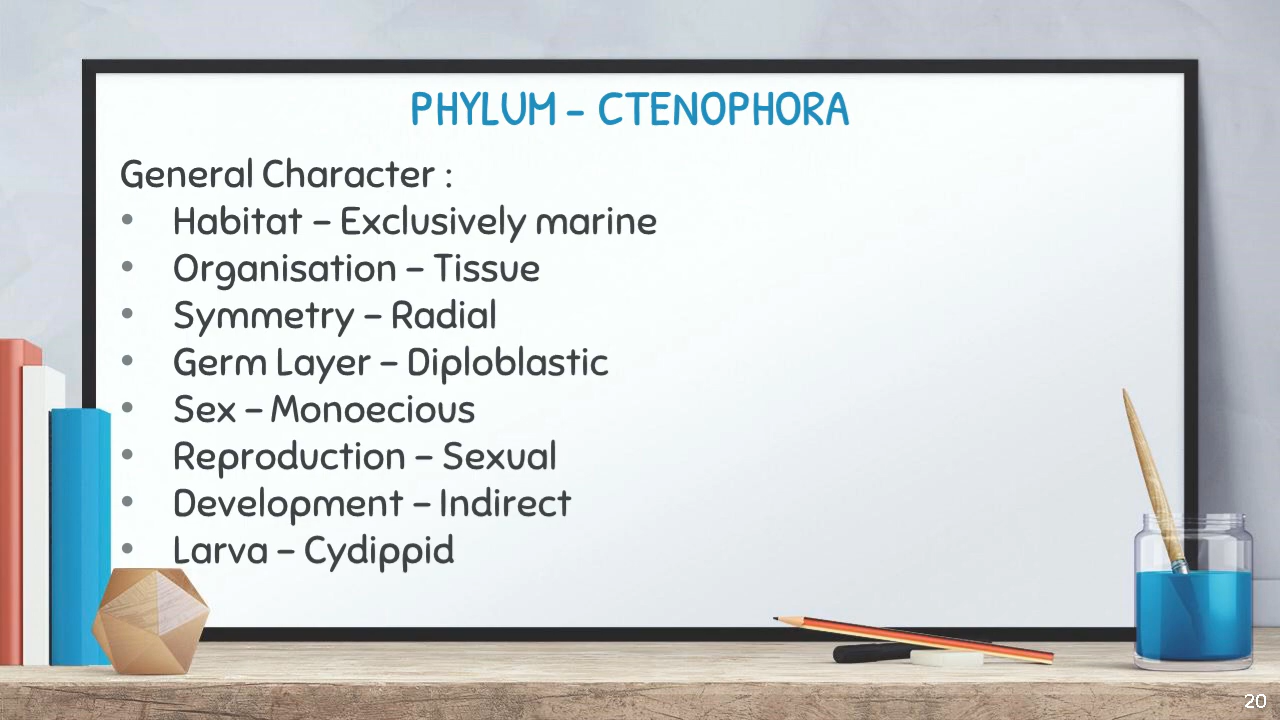 PHYLUM – CTENOPHORA
General Character :
• Habitat – Exclusively marine
• Organisation – Tissue
• Symmetry – Radial
• Germ Layer – Diploblastic
• Sex – Monoecious
• Reproduction – Sexual
• Development – Indirect
• Larva – Cydippid
20